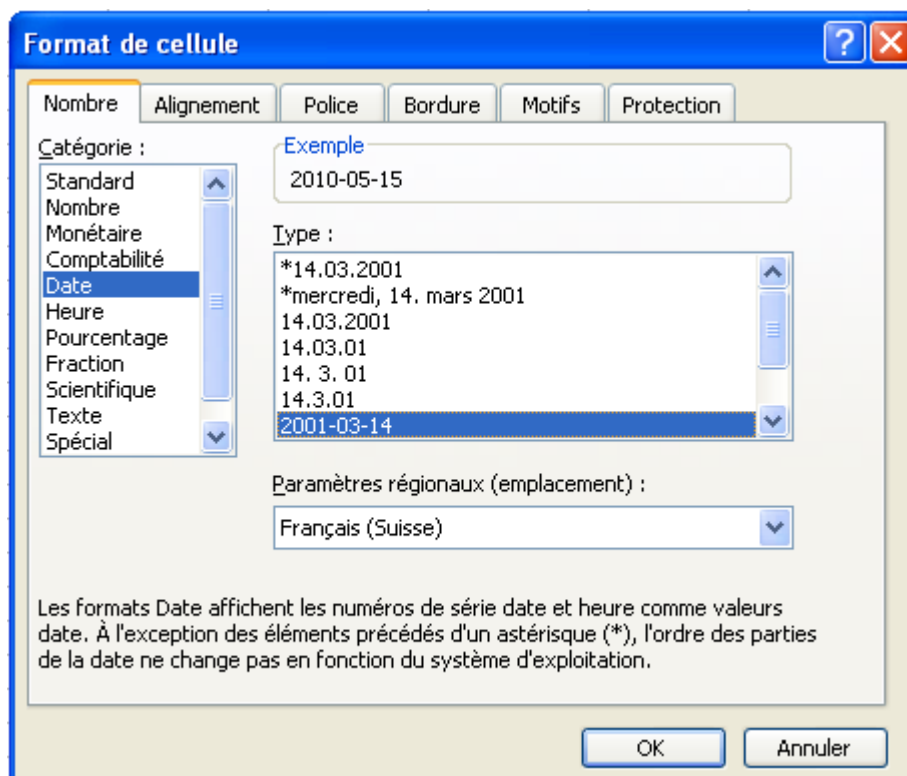 Format de cellule
Nombre Alignement Police Bordure Motifs Protection
Catégorie :
Standard
Nombre
Monétaire
Comptabilité
Date
Heure
Pourcentage
Fraction
Scientifique
Texte
Spécial
Exemple
2010-05-15
Type :
*14.03.2001
*mercredi, 14. mars 2001
14.03.2001
14.03.01
14. 3. 01
14.3.01
2001-03-14
Paramètres régionaux (emplacement) :
Français (Suisse)
Les formats Date affichent les numéros de série date et heure comme valeurs
date. À l'exception des éléments précédés d'un astérisque (*), l'ordre des parties
de la date ne change pas en fonction du système d'exploitation.
OK Annuler